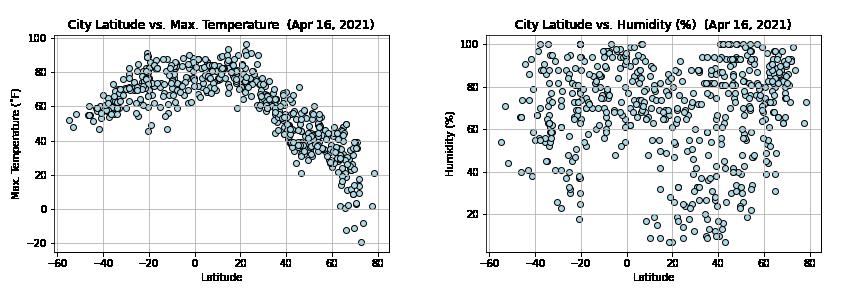 City Latitude vs. Max. Temperature  (Apr 16, 2021)
100
80
60
40
20
0
−20
Max. Temperature (°F)
−60 −40 −20 0 20 40 60 80
Latitude
City Latitude vs. Humidity (%)  (Apr 16, 2021)
100
80
60
40
20
Humidity (%)
−60 −40 −20 0 20 40 60 80
Latitude